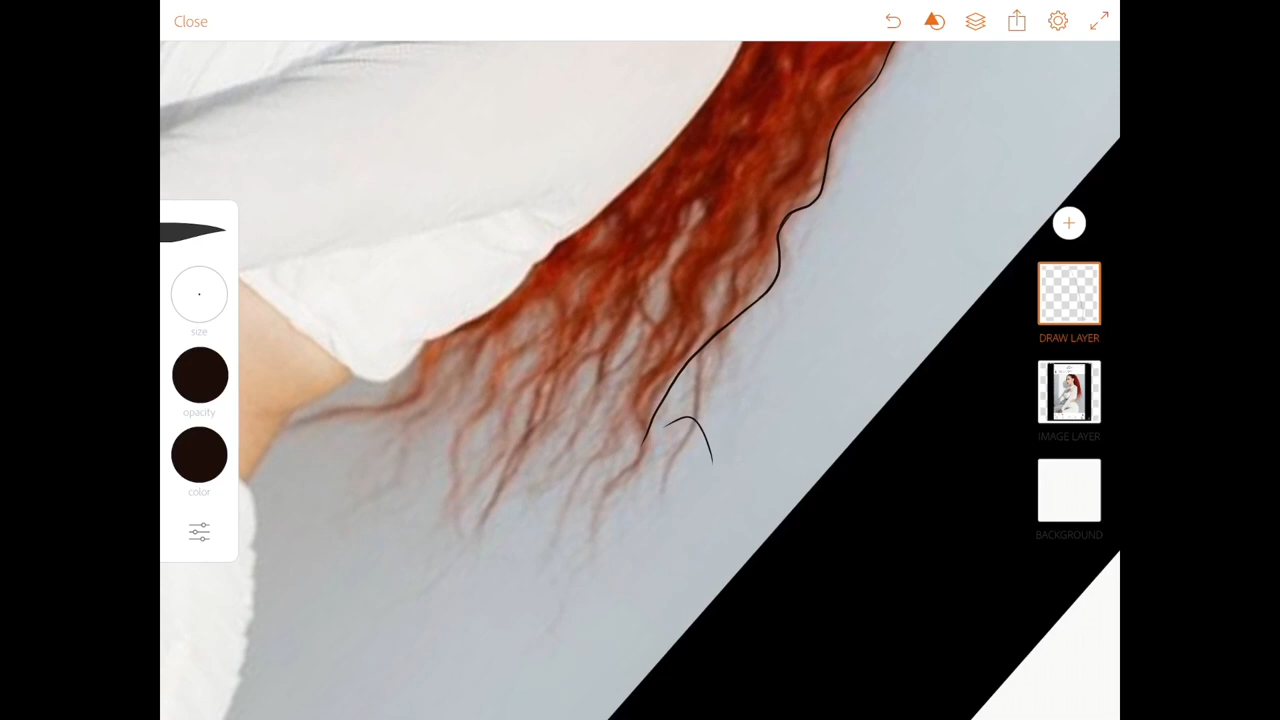 Close
size
opacity
color
DRAW LAYER
IMAGE LAYER
BACKGROUND